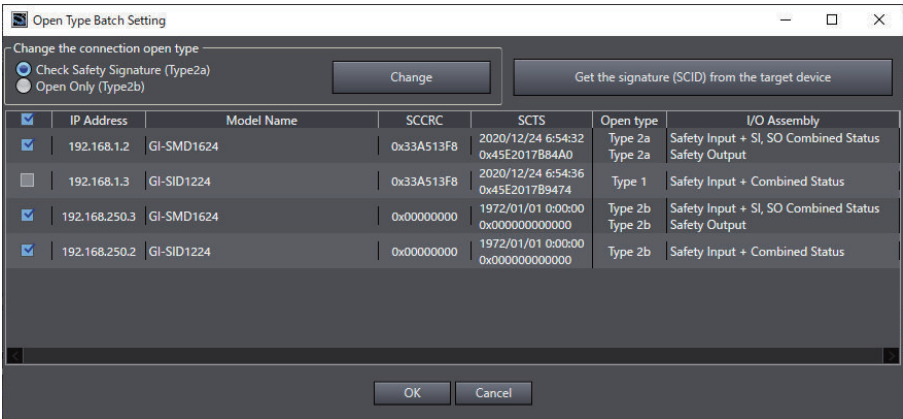 Open Type Batch Setting
Change the connection open type
Check Safety Signature (Type2a)
Open Only (Type2b)
Change
Get the signature (SCID) from the target device
IP Address Model Name SCCRC SCTS Open type I/O Assembly
192.168.1.2 GI-SMD1624 0x33A513F8 2020/12/24 6:54:32 Type 2a Safety Input + SI, SO Combined Status
0x45E2017B84A0 Type 2a Safety Output
192.168.1.3 GI-SID1224 0x33A513F8 2020/12/24 6:54:36 Type 1 Safety Input + Combined Status
0x45E2017B9474
192.168.250.3 GI-SMD1624 0x00000000 1972/01/01 0:00:00 Type 2b Safety Input + SI, SO Combined Status
0x000000000000 Type 2b Safety Output
192.168.250.2 GI-SID1224 0x00000000 1972/01/01 0:00:00 Type 2b Safety Input + Combined Status
0x000000000000
OK Cancel